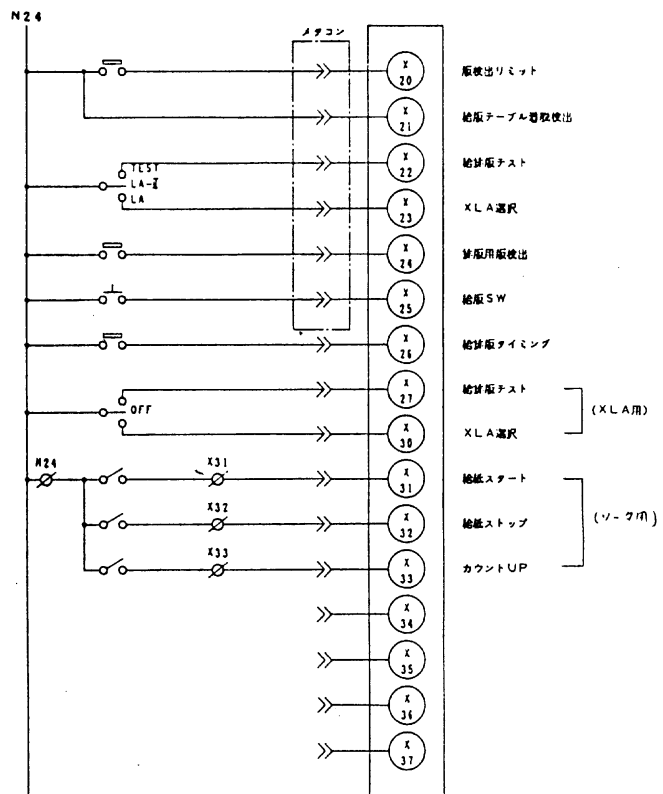 N24
メタコン
X
20
版検出リミット
X
21
給版テーブル着脱検出
TEST
LA-Ⅱ
LA
X
22
給排版テスト
X
23
XLA選択
X
24
排版用版検出
X
25
給版SW
X
26
給排版タイミング
OFF
X
27
給排版テスト
X
30
XLA選択
(XLA用)
N24
X31
X
31
給紙スタート
X32
X
32
給紙ストップ
X33
X
33
カウントUP
X
34
X
35
X
36
X
37